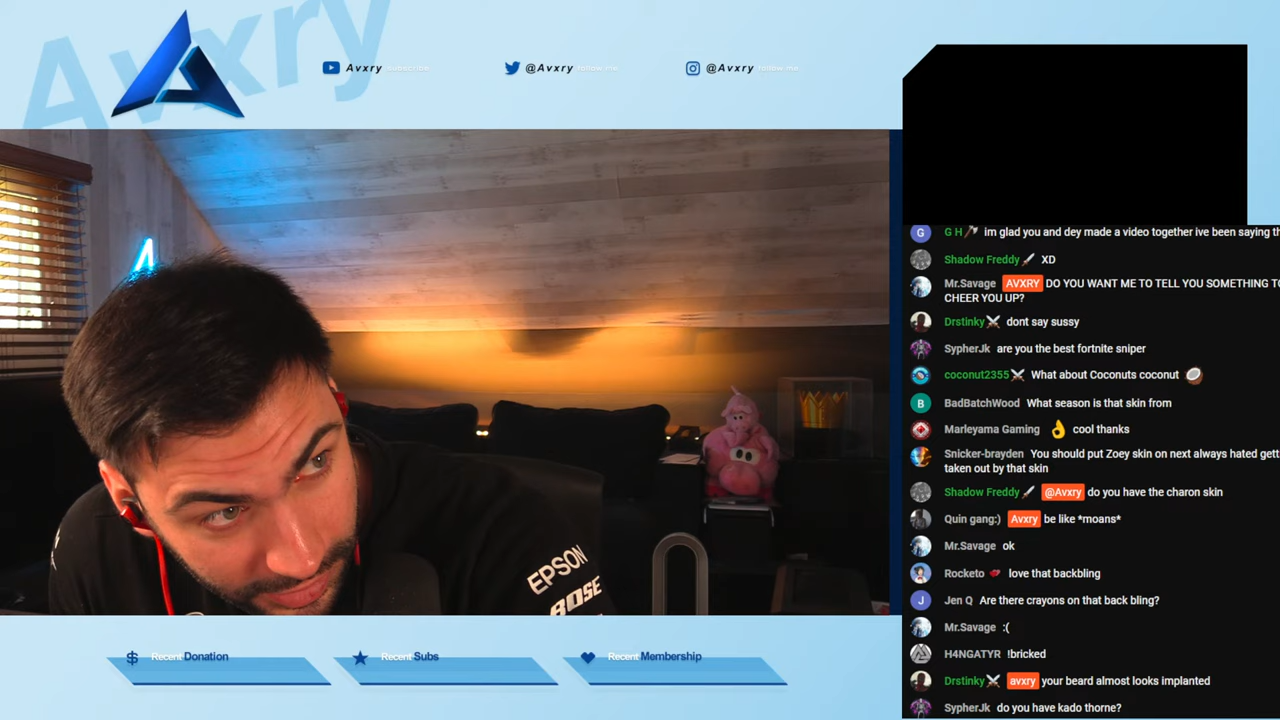 Avxry
Avxry subscribe
@Avxry follow me
@Avxry follow me
EPSON
BOSE
Recent Donation
Recent Subs
Recent Membership
G H im glad you and dey made a video together ive been saying
Shadow Freddy XD
Mr.Savage AVXRY DO YOU WANT ME TO TELL YOU SOMETHING TO
CHEER YOU UP?
Drstinky dont say sussy
SypherJk are you the best fortnite sniper
coconut2355 What about Coconuts coconut
B
BadBatchWood What season is that skin from
Marleyama Gaming cool thanks
Snicker-brayden You should put Zoey skin on next always hated
taken out by that skin
Shadow Freddy @Avxry do you have the charon skin
Quin gang:) Avxry be like *moans*
Mr.Savage ok
Rocketo love that backbling
J
Jen Q Are there crayons on that back bling?
Mr.Savage :(
H4NGATYR !bricked
Drstinky avxry your beard almost looks implanted
SypherJk do you have kado thorne?